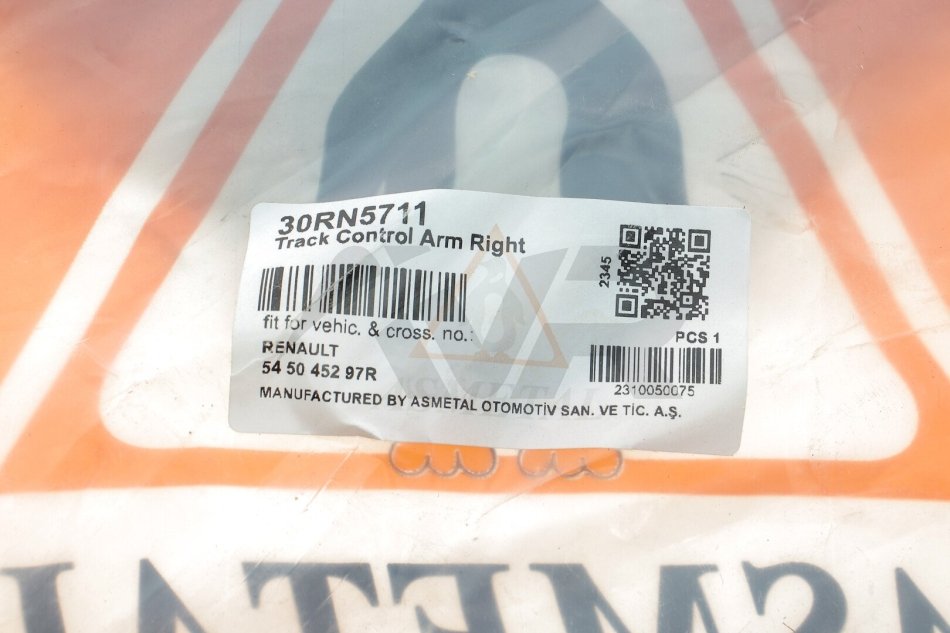 30RN5711
Track Control Arm Right
2345
fit for vehic. & cross. no.:
PCS 1
RENAULT
54 50 452 97R
2310050075
MANUFACTURED BY ASMETAL OTOMOTİV SAN. VE TİC. A.Ş.
ASMETAL